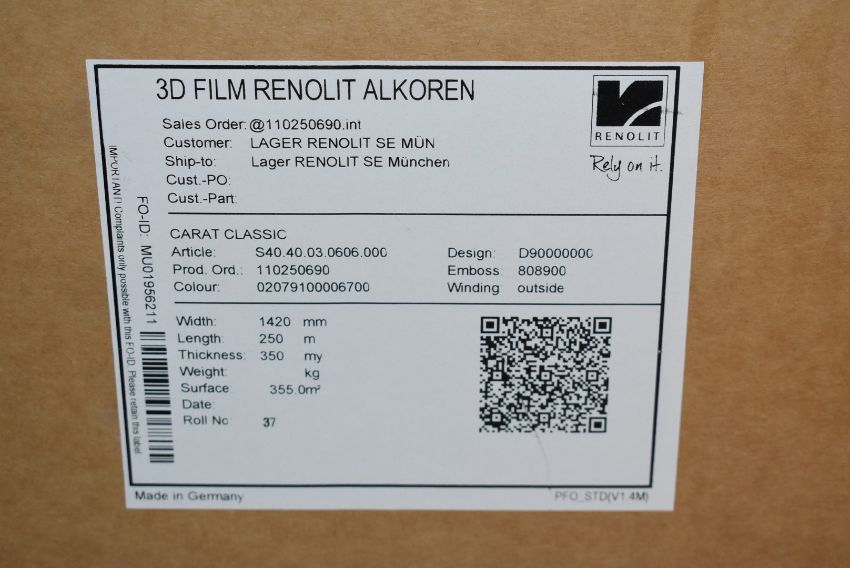 3D FILM RENOLIT ALKOREN
RENOLIT
Rely on it.
Sales Order: @110250690.int
Customer: LAGER RENOLIT SE MÜN
Ship-to: Lager RENOLIT SE München
Cust.-PO:
Cust.-Part:
CARAT CLASSIC
Article: S40.40.03.0606.000 Design: D90000000
Prod. Ord.: 110250690 Emboss: 808900
Colour: 02079100006700 Winding: outside
Width: 1420 mm
Length: 250 m
Thickness: 350 my
Weight: kg
Surface: 355.0m²
Date:
Roll No: 37
FO-ID: MU01956211
IMPORTANT! Complaints only possible with this FO-ID. Please retain this label.
Made in Germany PFO_STD(V1.4M)